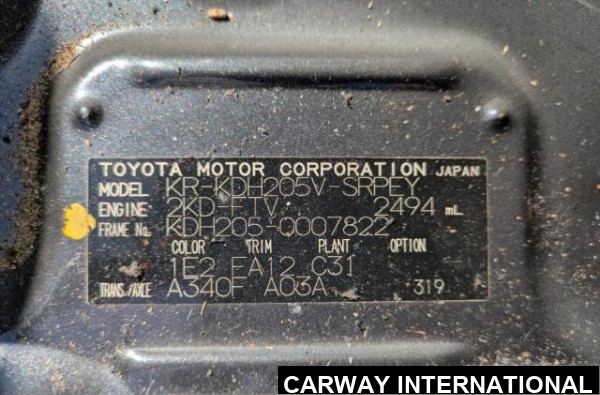 TOYOTA MOTOR CORPORATION JAPAN
MODEL KR-KDH205V-SRPEY
ENGINE 2KD-FTV 2494 mL
FRAME No. KDH205-0007822
COLOR TRIM PLANT OPTION
1E2 FA12 C31
TRANS./AXLE A340F A03A 319
CARWAY INTERNATIONAL